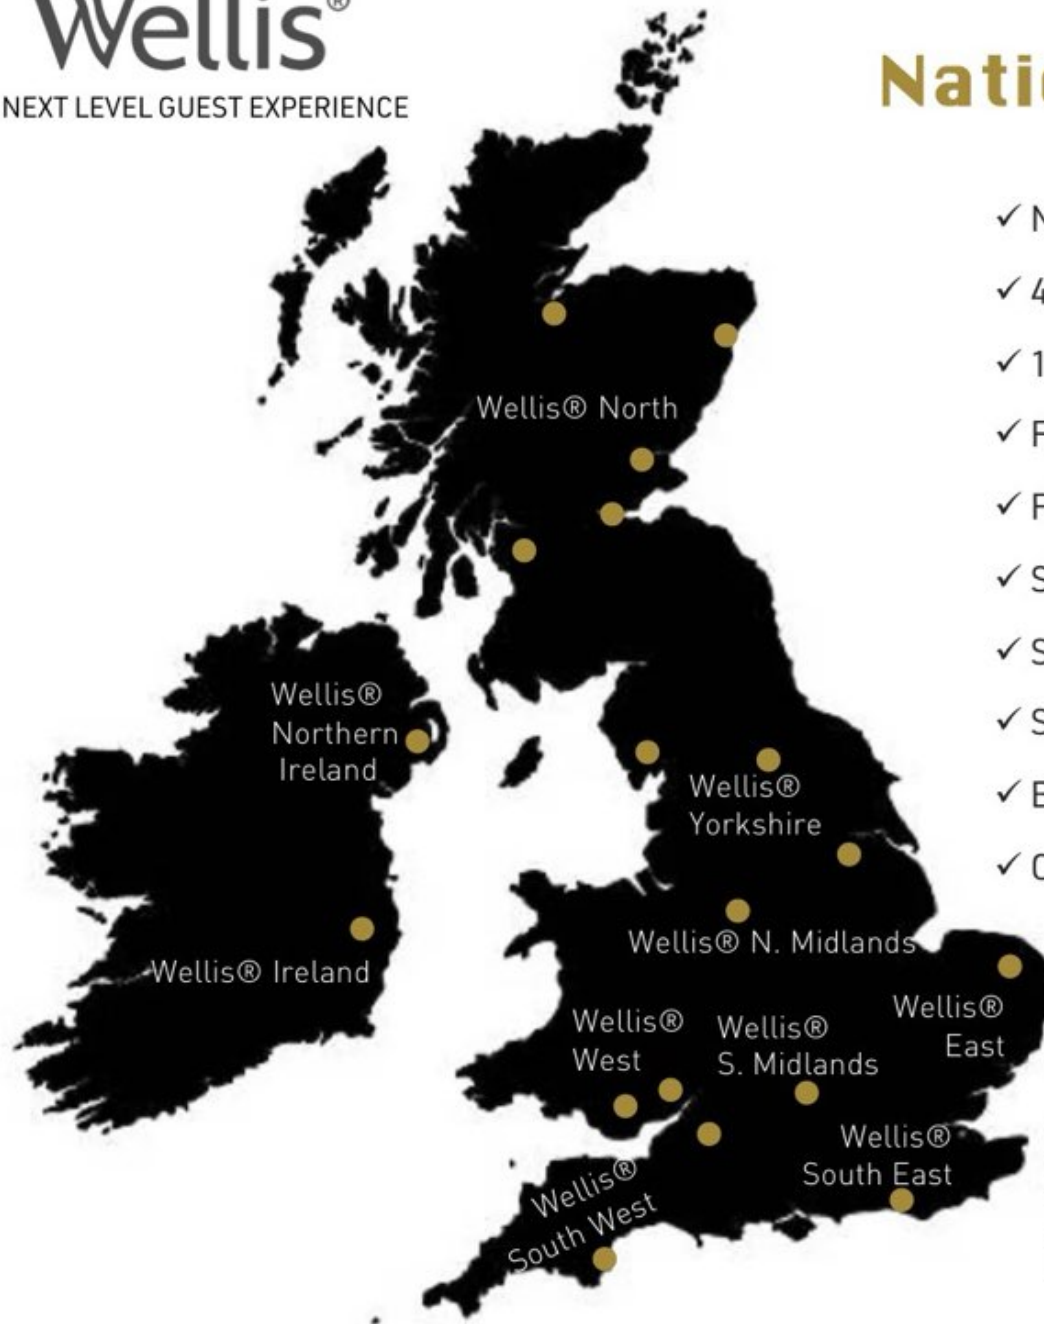 Wellis®
NEXT LEVEL GUEST EXPERIENCE
Wellis® North
Wellis®
Northern
Ireland
Wellis®
Yorkshire
Wellis® N. Midlands
Wellis® Ireland
Wellis®
East
Wellis®
West
Wellis®
S. Midlands
Wellis®
South East
Wellis®
South West